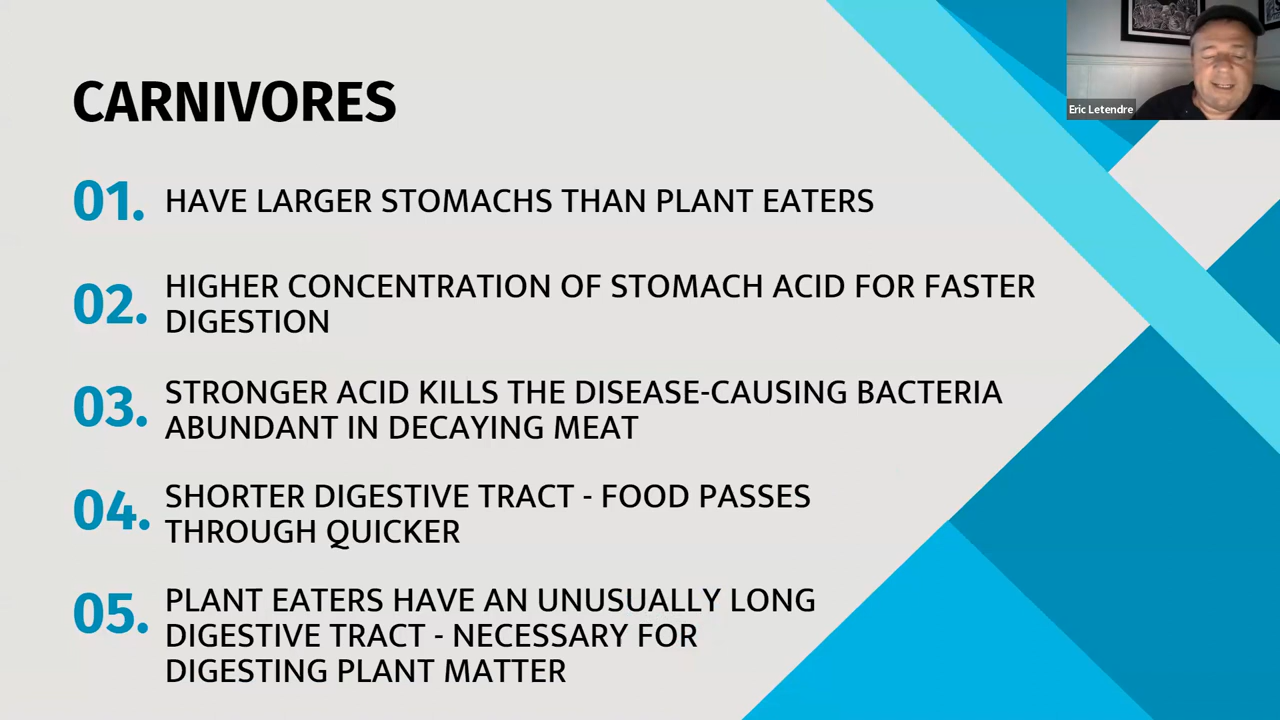 CARNIVORES
01. HAVE LARGER STOMACHS THAN PLANT EATERS
02. HIGHER CONCENTRATION OF STOMACH ACID FOR FASTER
DIGESTION
03. STRONGER ACID KILLS THE DISEASE-CAUSING BACTERIA
ABUNDANT IN DECAYING MEAT
04. SHORTER DIGESTIVE TRACT - FOOD PASSES
THROUGH QUICKER
05. PLANT EATERS HAVE AN UNUSUALLY LONG
DIGESTIVE TRACT - NECESSARY FOR
DIGESTING PLANT MATTER
Eric Letendre